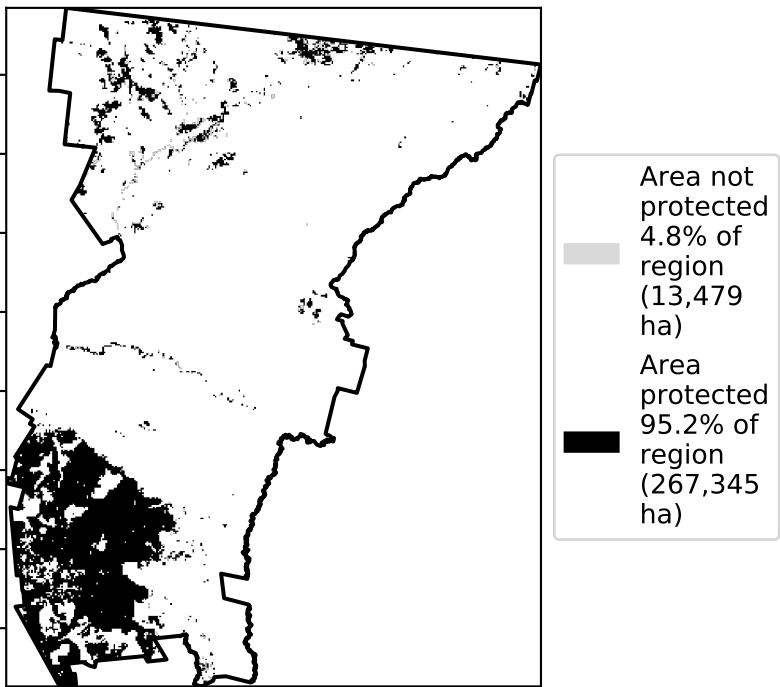 Area not
protected
4.8% of
region
(13,479
ha)
Area
protected
95.2% of
region
(267,345
ha)